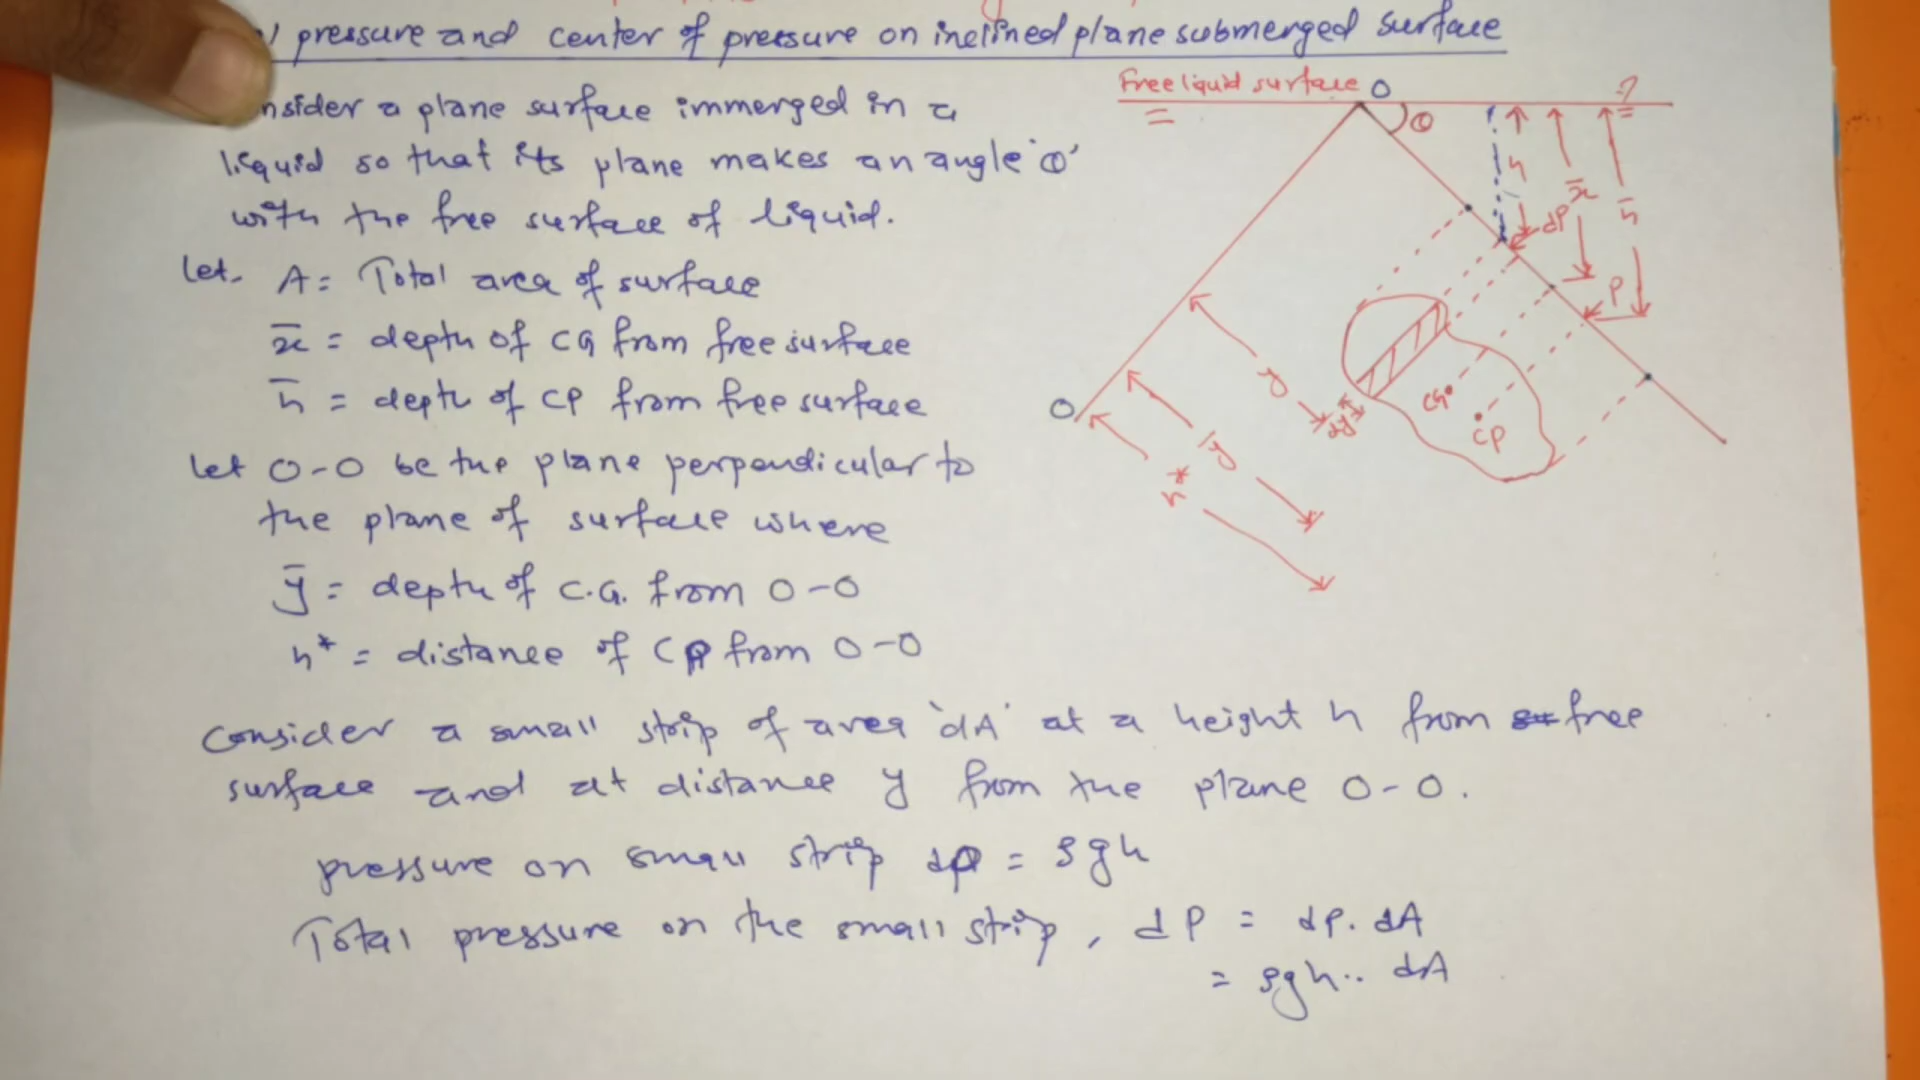 pressure and center of pressure on inclined plane submerged surface
nsider a plane surface immerged in a
liquid so that its plane makes an angle 'θ'
with the free surface of liquid.
Let A = Total area of surface
x̄ = depth of CG from free surface
h̄ = depth of CP from free surface
Let O-O be the plane perpendicular to
the plane of surface where
ȳ = depth of C.G. from O-O
h* = distance of CP from O-O
Consider a small strip of area 'dA' at a height h from free
surface and at distance y from the plane O-O.
pressure on small strip dp = ρgh
Total pressure on the small strip, dP = dp. dA
= ρgh.. dA
Free liquid surface O
θ
h
x̄
h̄
dP
P
y
dy
ȳ
h*
O
CG
CP